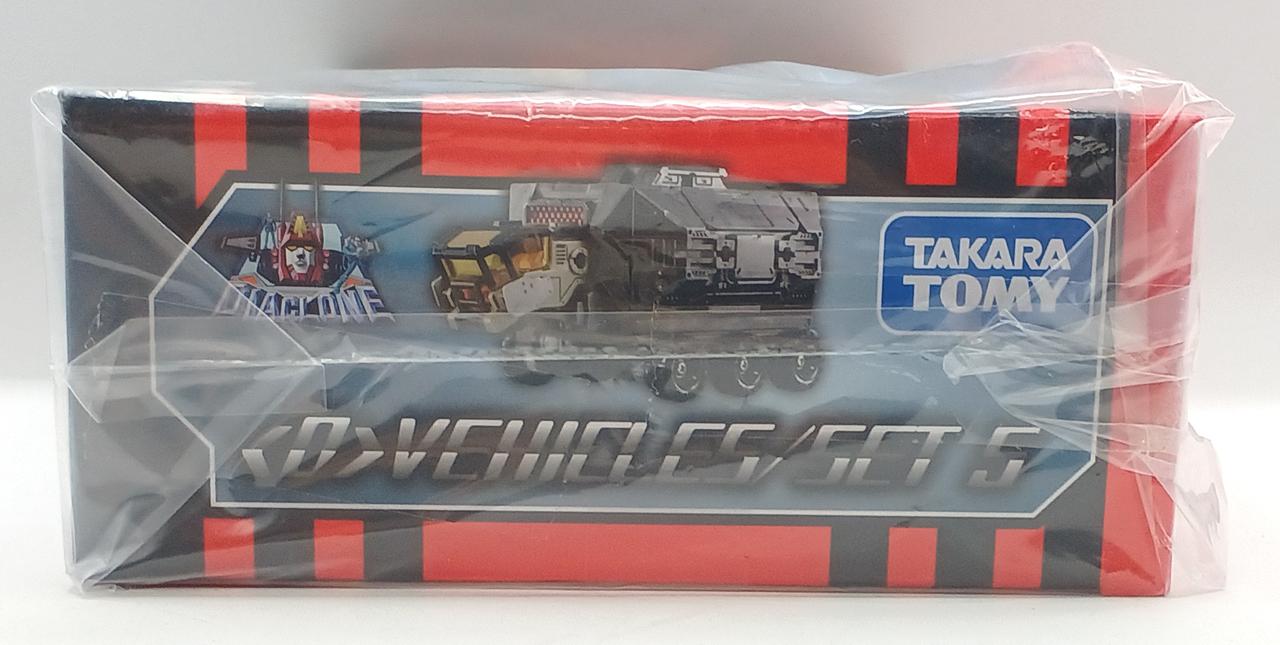 DIACLONE
TAKARA
TOMY
<D>VEHICLES/SET 5